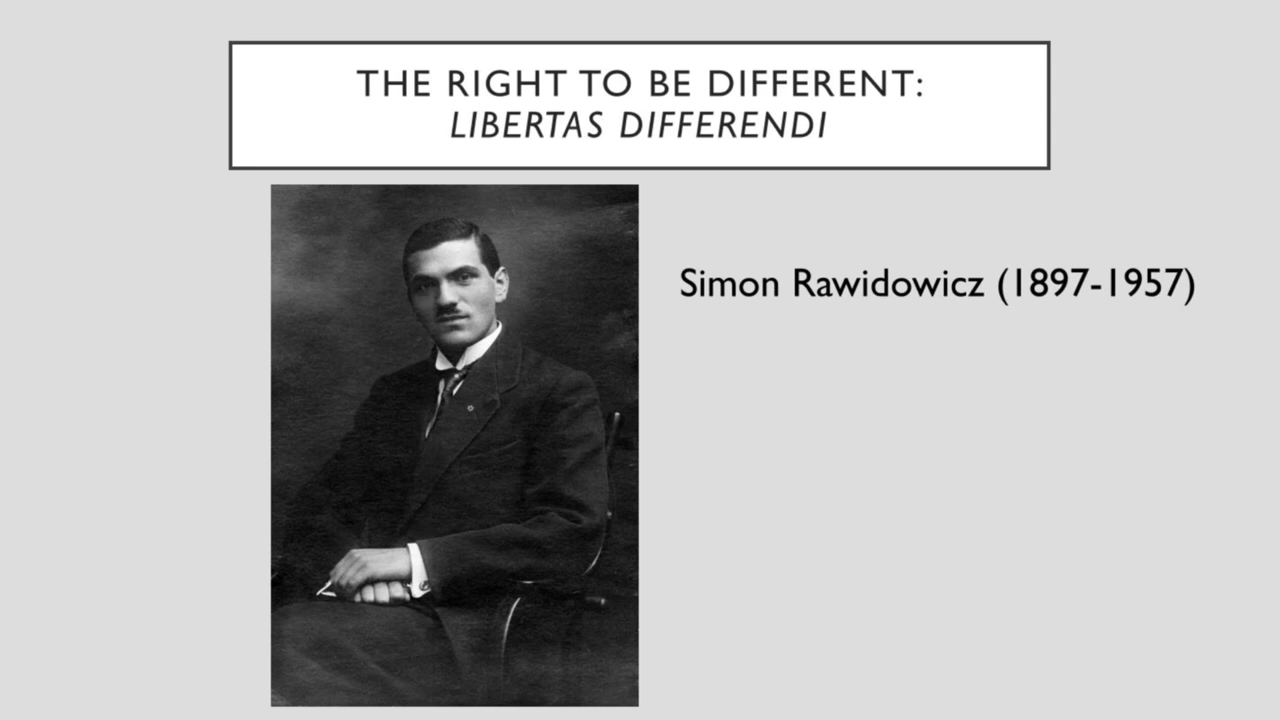 THE RIGHT TO BE DIFFERENT:
LIBERTAS DIFFERENDI
Simon Rawidowicz (1897-1957)